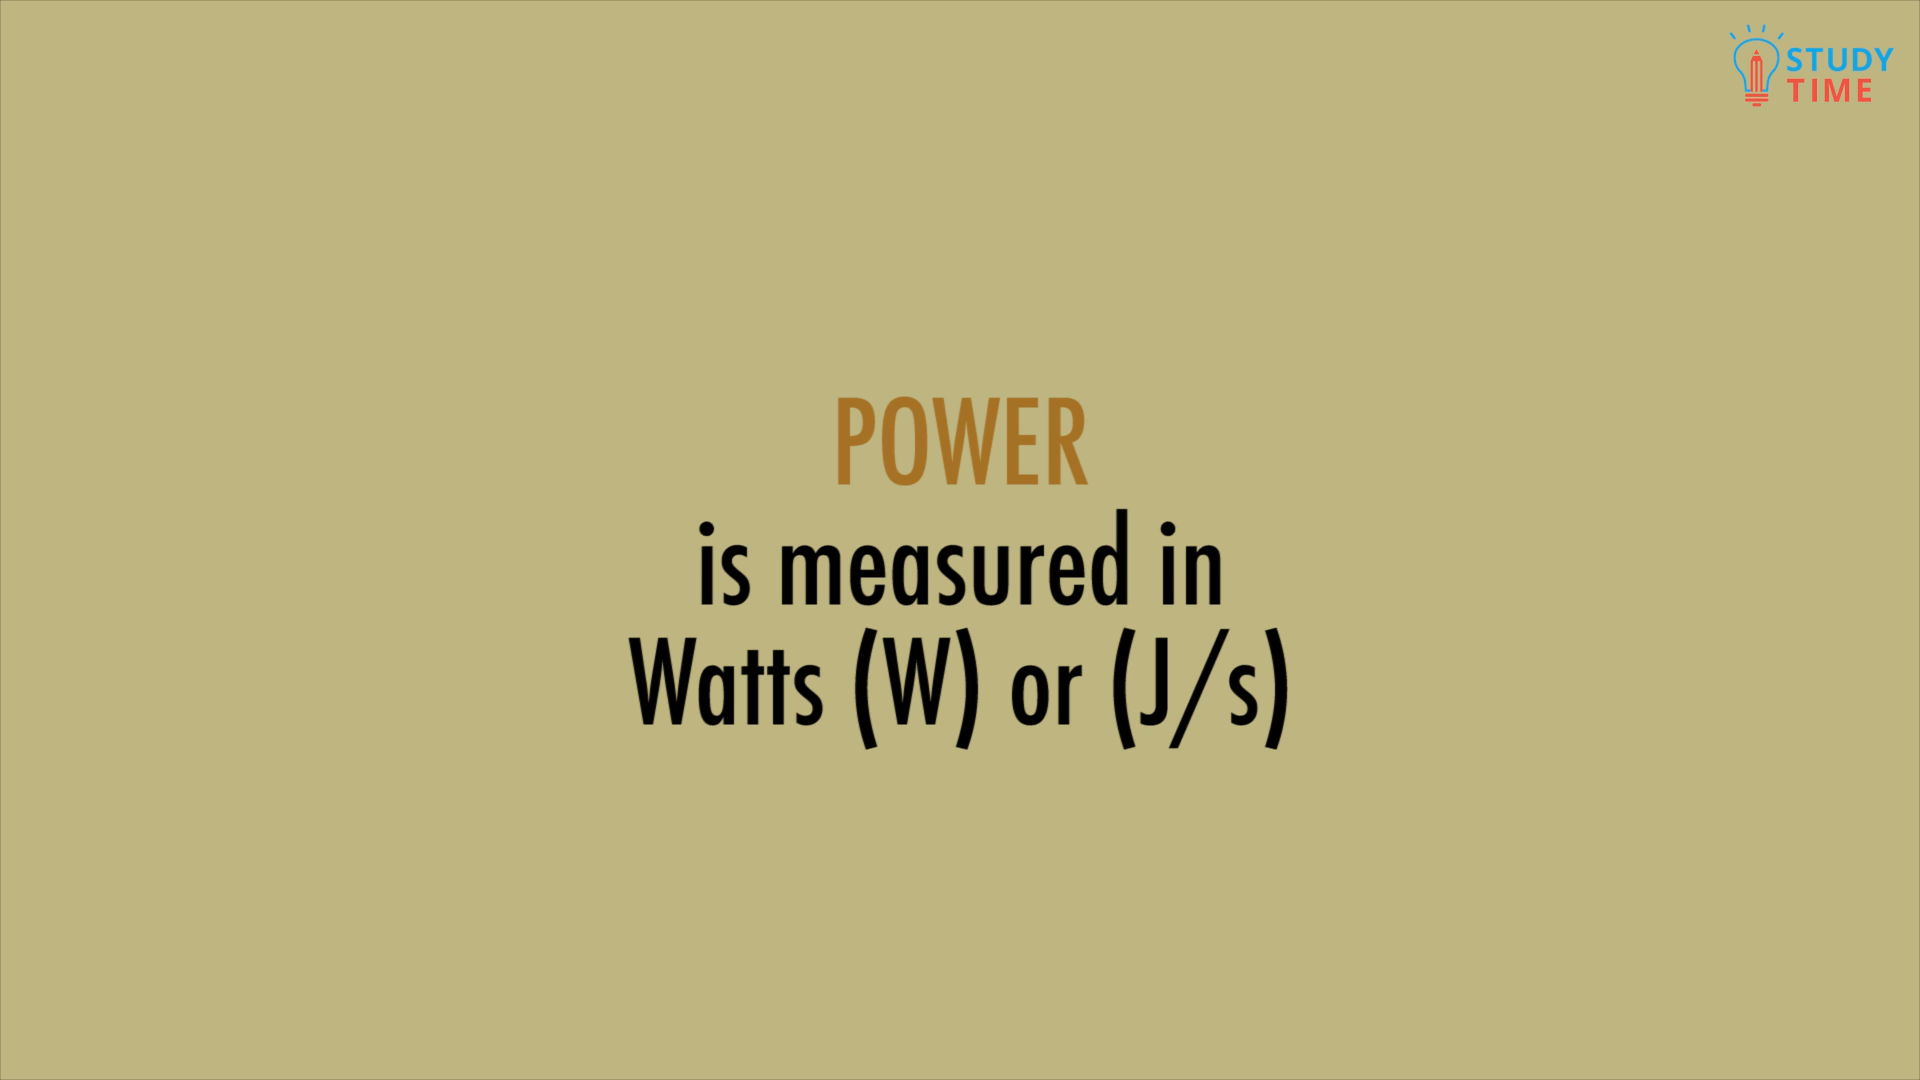 STUDY
TIME
POWER
is measured in
Watts (W) or (J/s)